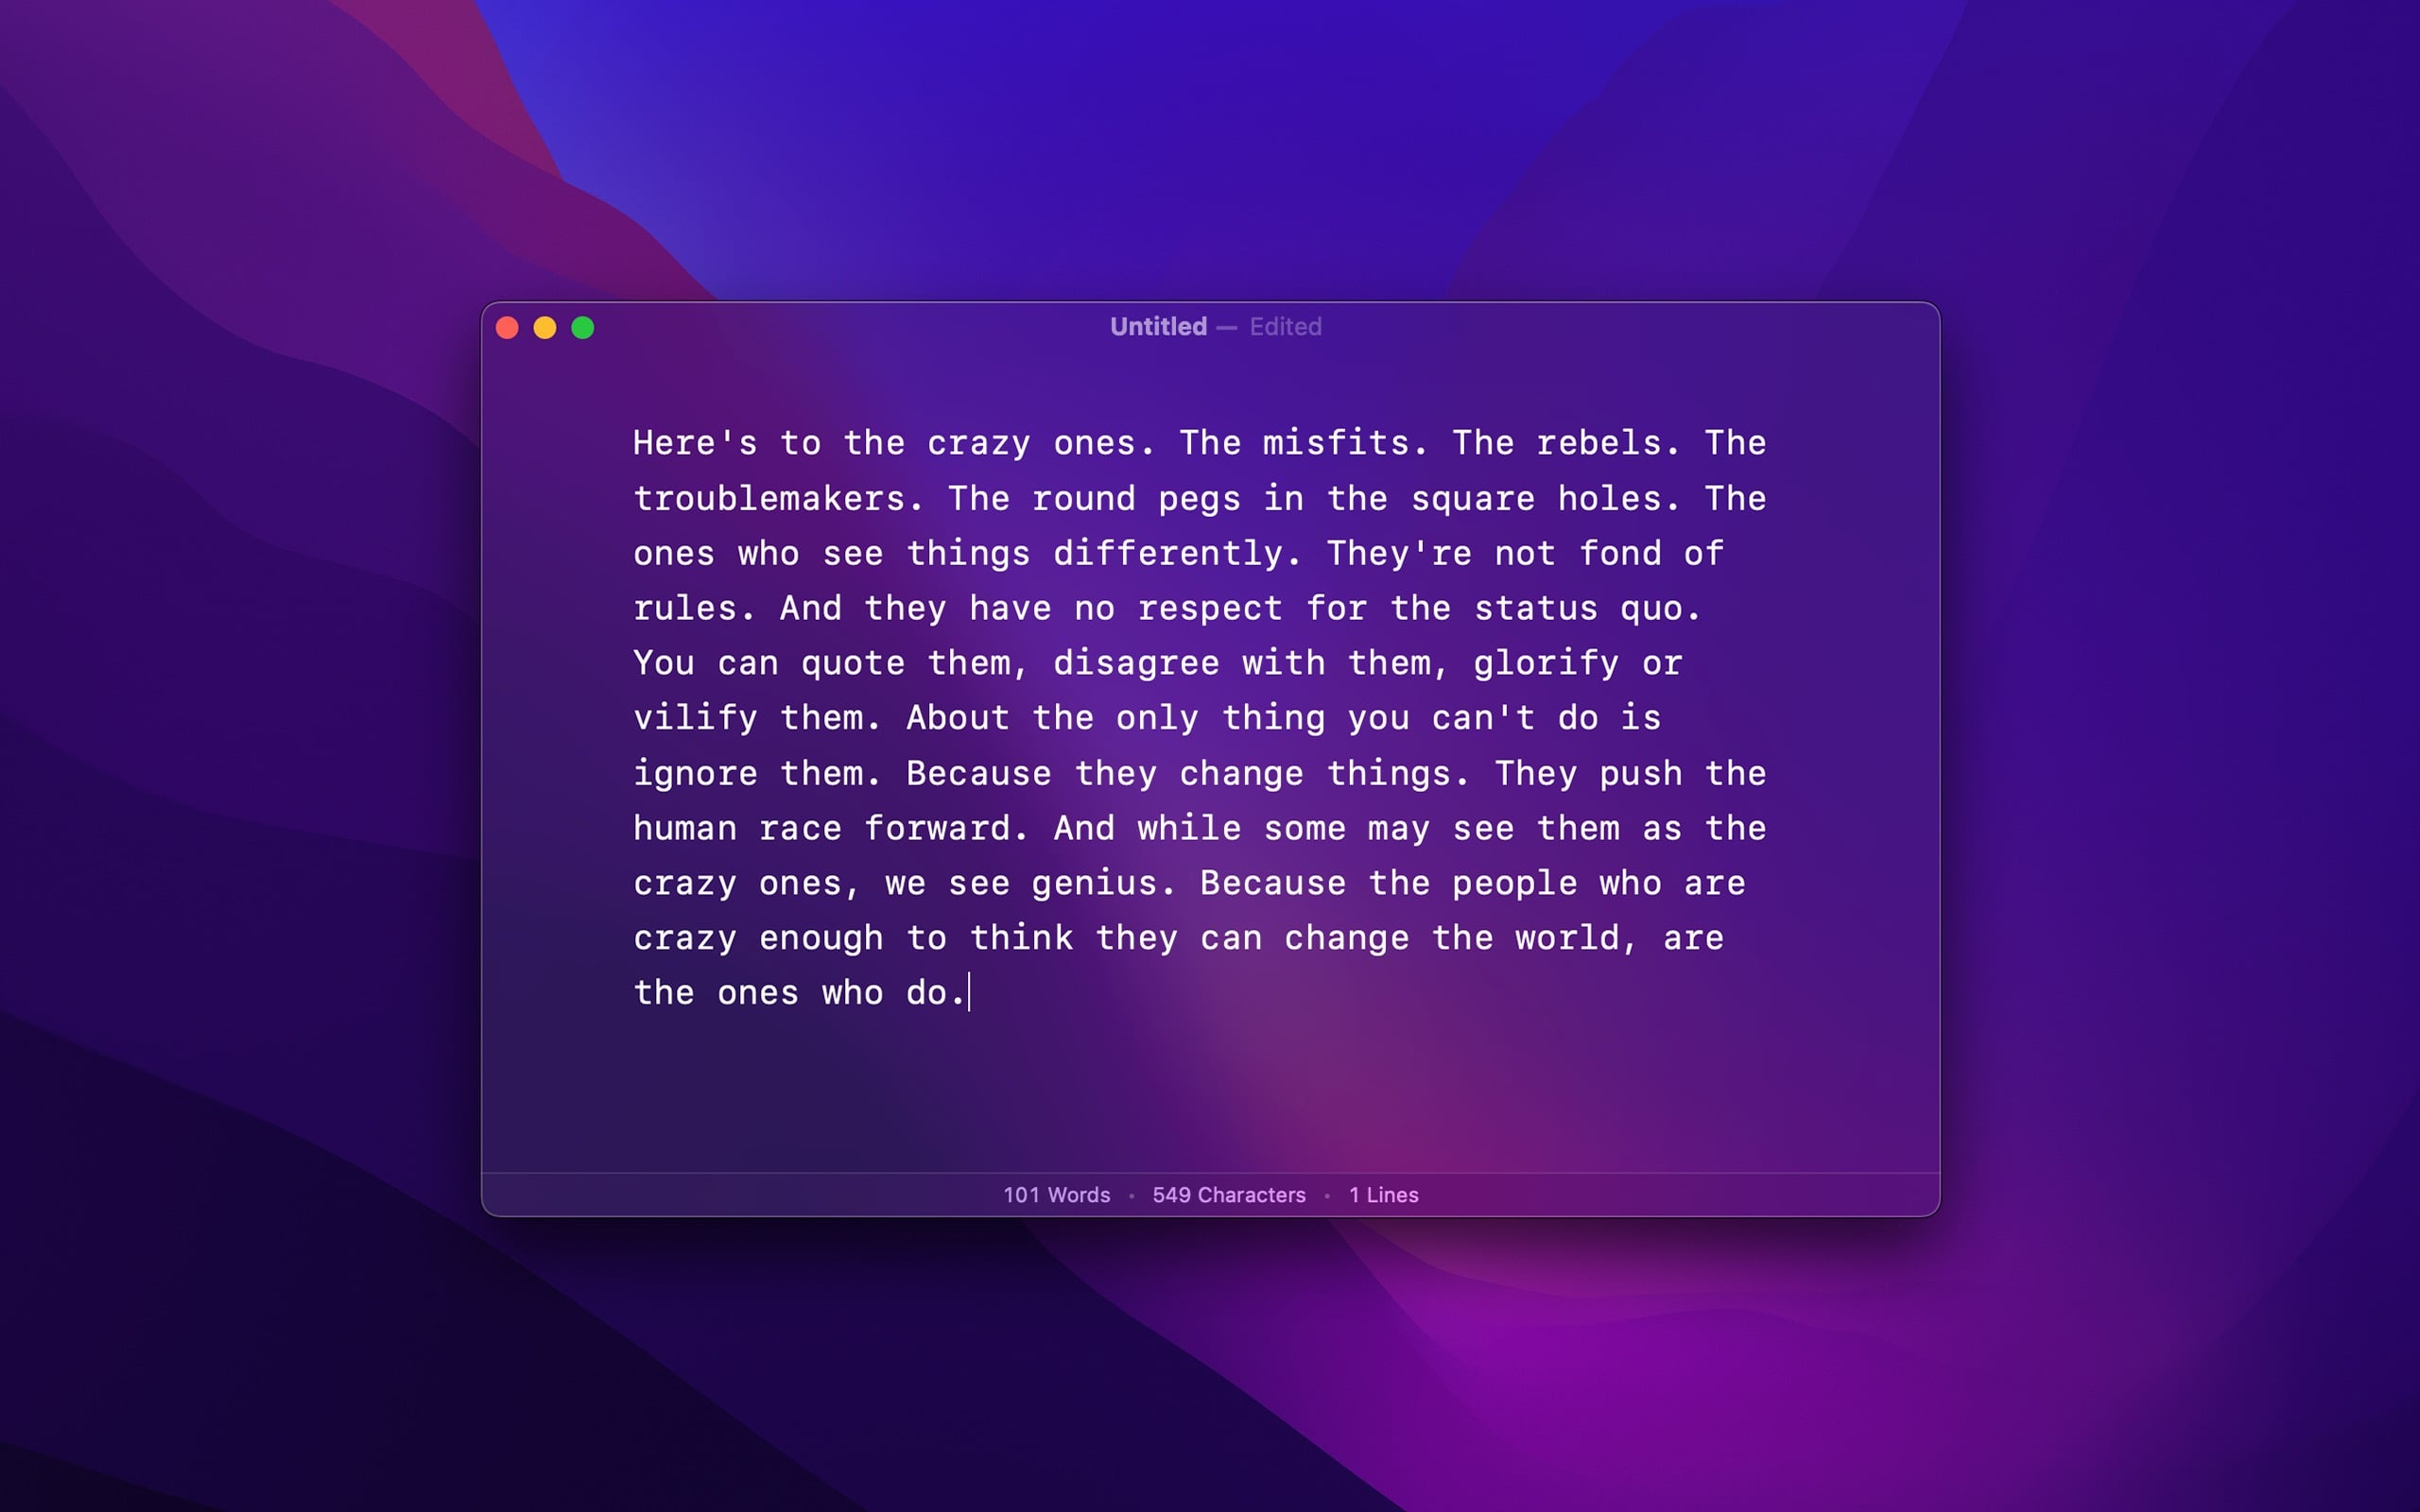 Untitled — Edited
Here's to the crazy ones. The misfits. The rebels. The
troublemakers. The round pegs in the square holes. The
ones who see things differently. They're not fond of
rules. And they have no respect for the status quo.
You can quote them, disagree with them, glorify or
vilify them. About the only thing you can't do is
ignore them. Because they change things. They push the
human race forward. And while some may see them as the
crazy ones, we see genius. Because the people who are
crazy enough to think they can change the world, are
the ones who do.
101 Words • 549 Characters • 1 Lines